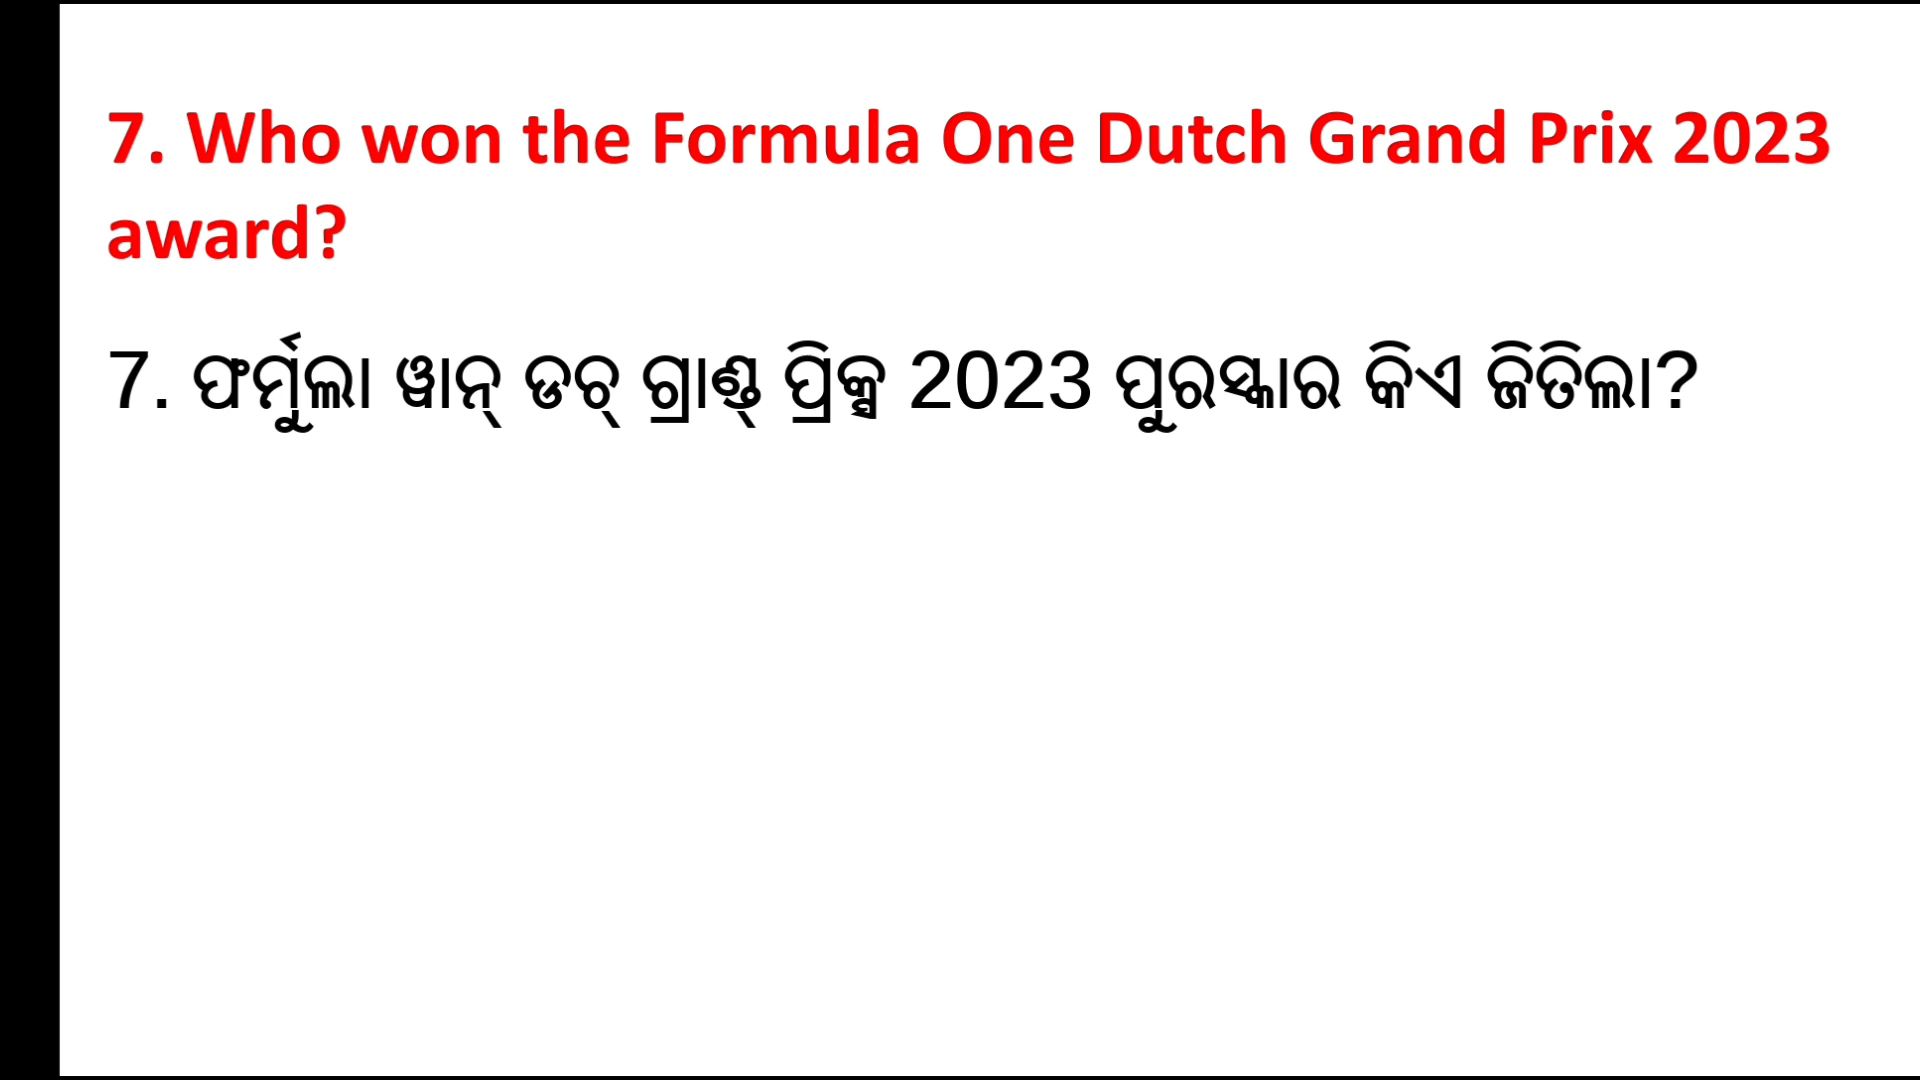 7. Who won the Formula One Dutch Grand Prix 2023
award?
7. ଫର୍ମୁଲା ୱାନ୍ ଡଚ୍ ଗ୍ରାଣ୍ଡ୍ ପ୍ରିକ୍ସ୍ 2023 ପୁରସ୍କାର କିଏ ଜିତିଲା?